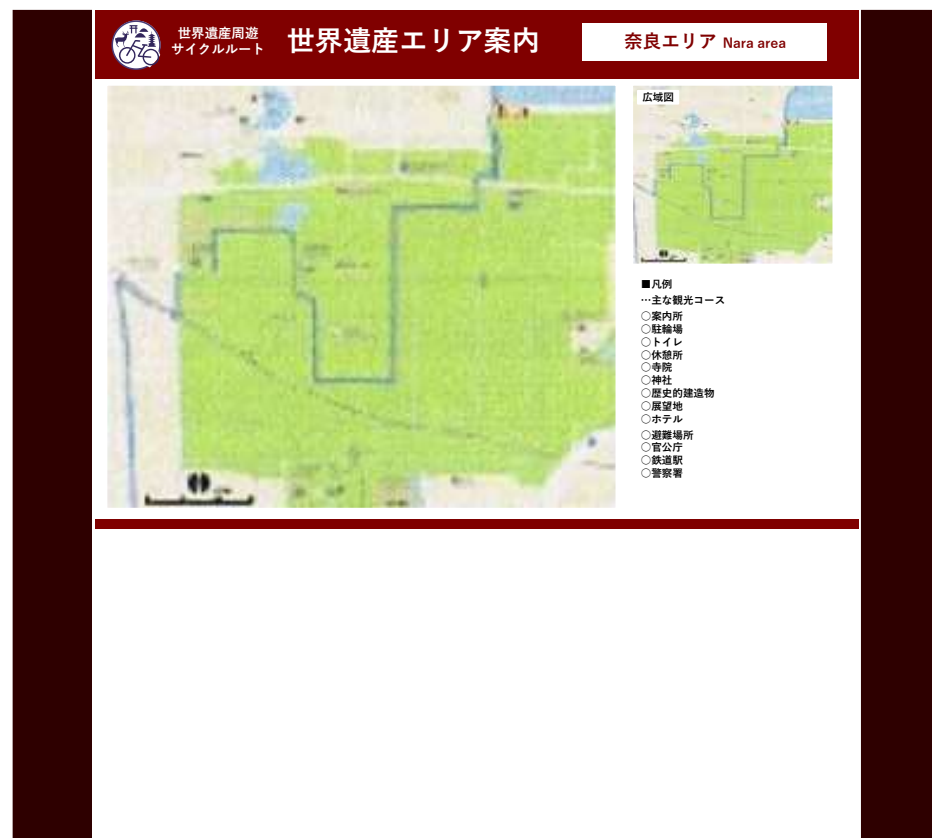 世界遺産周遊
サイクルルート
世界遺産エリア案内
奈良エリア Nara area
広域図
■凡例
…主な観光コース
○案内所
○駐輪場
○トイレ
○休憩所
○寺院
○神社
○歴史的建造物
○展望地
○ホテル
○避難場所
○官公庁
○鉄道駅
○警察署